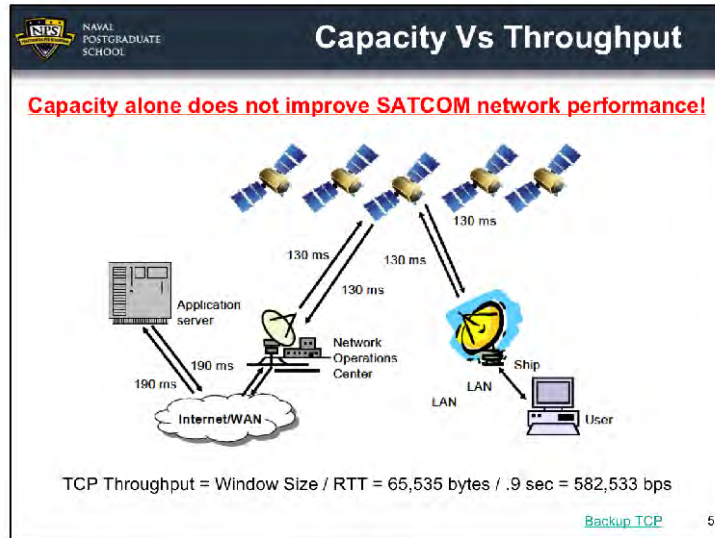 NPS
NAVAL
POSTGRADUATE
SCHOOL
Capacity Vs Throughput
Capacity alone does not improve SATCOM network performance!
130 ms
130 ms
130 ms
130 ms
Application
server
Network
Operations
Center
190 ms
190 ms
Internet/WAN
Ship
LAN
LAN
User
TCP Throughput = Window Size / RTT = 65,535 bytes / .9 sec = 582,533 bps
Backup TCP
5